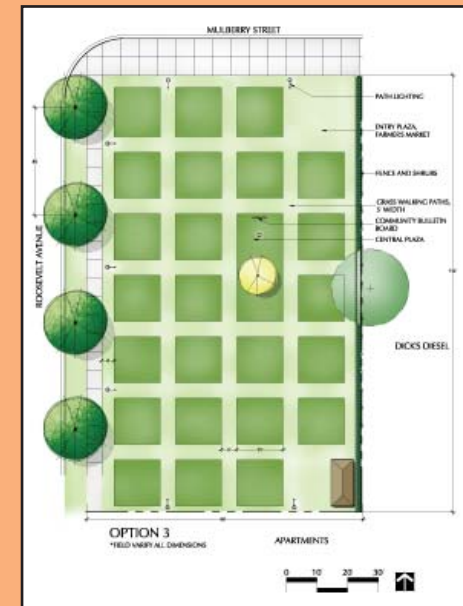 MULBERRY STREET
PATH LIGHTING
ENTRY PLAZA,
FARMER'S MARKET
FENCE AND SHRUBS
GRASS WALKING PATHS,
5' WIDTH
COMMUNITY BULLETIN
BOARD
CENTRAL PLAZA
ROOSEVELT AVENUE
DICKS DIESEL
OPTION 3
*FIELD VARIFY ALL DIMENSIONS
APARTMENTS
0 10' 20' 30'